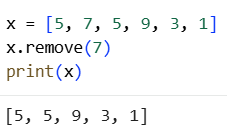 x = [5, 7, 5, 9, 3, 1]
x.remove(7)
print(x)
[5, 5, 9, 3, 1]